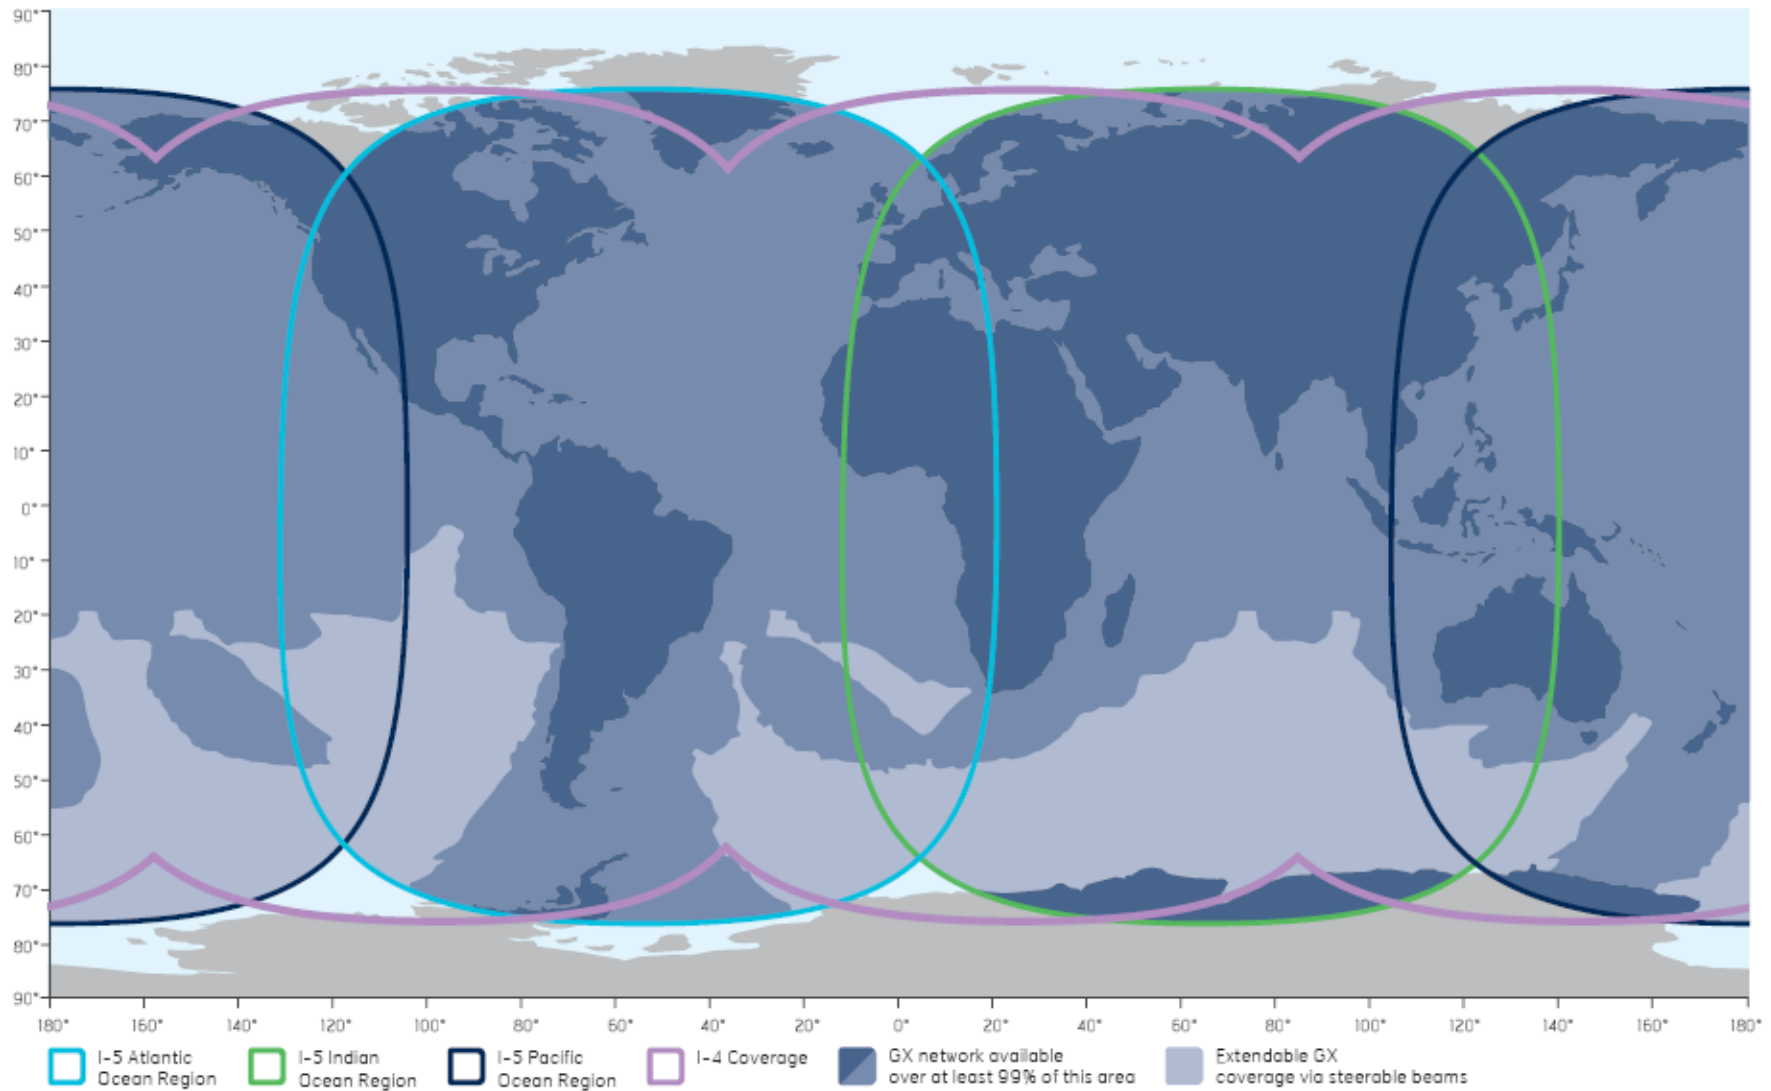 90°
80°
70°
60°
50°
40°
30°
20°
10°
0°
10°
20°
30°
40°
50°
60°
70°
80°
90°
180° 160° 140° 120° 100° 80° 60° 40° 20° 0° 20° 40° 60° 80° 100° 120° 140° 160° 180°
I-5 Atlantic
Ocean Region
I-5 Indian
Ocean Region
I-5 Pacific
Ocean Region
I-4 Coverage
GX network available
over at least 99% of this area
Extendable GX
coverage via steerable beams